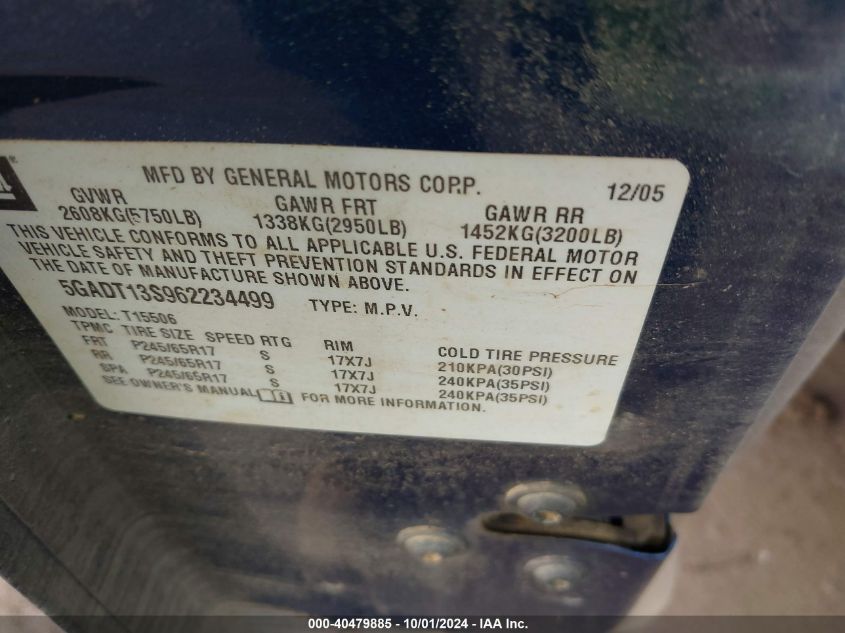 MFD BY GENERAL MOTORS CORP. 12/05
GVWR GAWR FRT GAWR RR
2608KG(5750LB) 1338KG(2950LB) 1452KG(3200LB)
THIS VEHICLE CONFORMS TO ALL APPLICABLE U.S. FEDERAL MOTOR
VEHICLE SAFETY AND THEFT PREVENTION STANDARDS IN EFFECT ON
THE DATE OF MANUFACTURE SHOWN ABOVE.
5GADT13S962234499 TYPE: M.P.V.
MODEL: T15506
TPMC TIRE SIZE SPEED RTG RIM COLD TIRE PRESSURE
FRT P245/65R17 S 17X7J 210KPA(30PSI)
RR P245/65R17 S 17X7J 240KPA(35PSI)
SPA P245/65R17 S 17X7J 240KPA(35PSI)
SEE OWNER'S MANUAL FOR MORE INFORMATION.
000-40479885 - 10/01/2024 - IAA Inc.